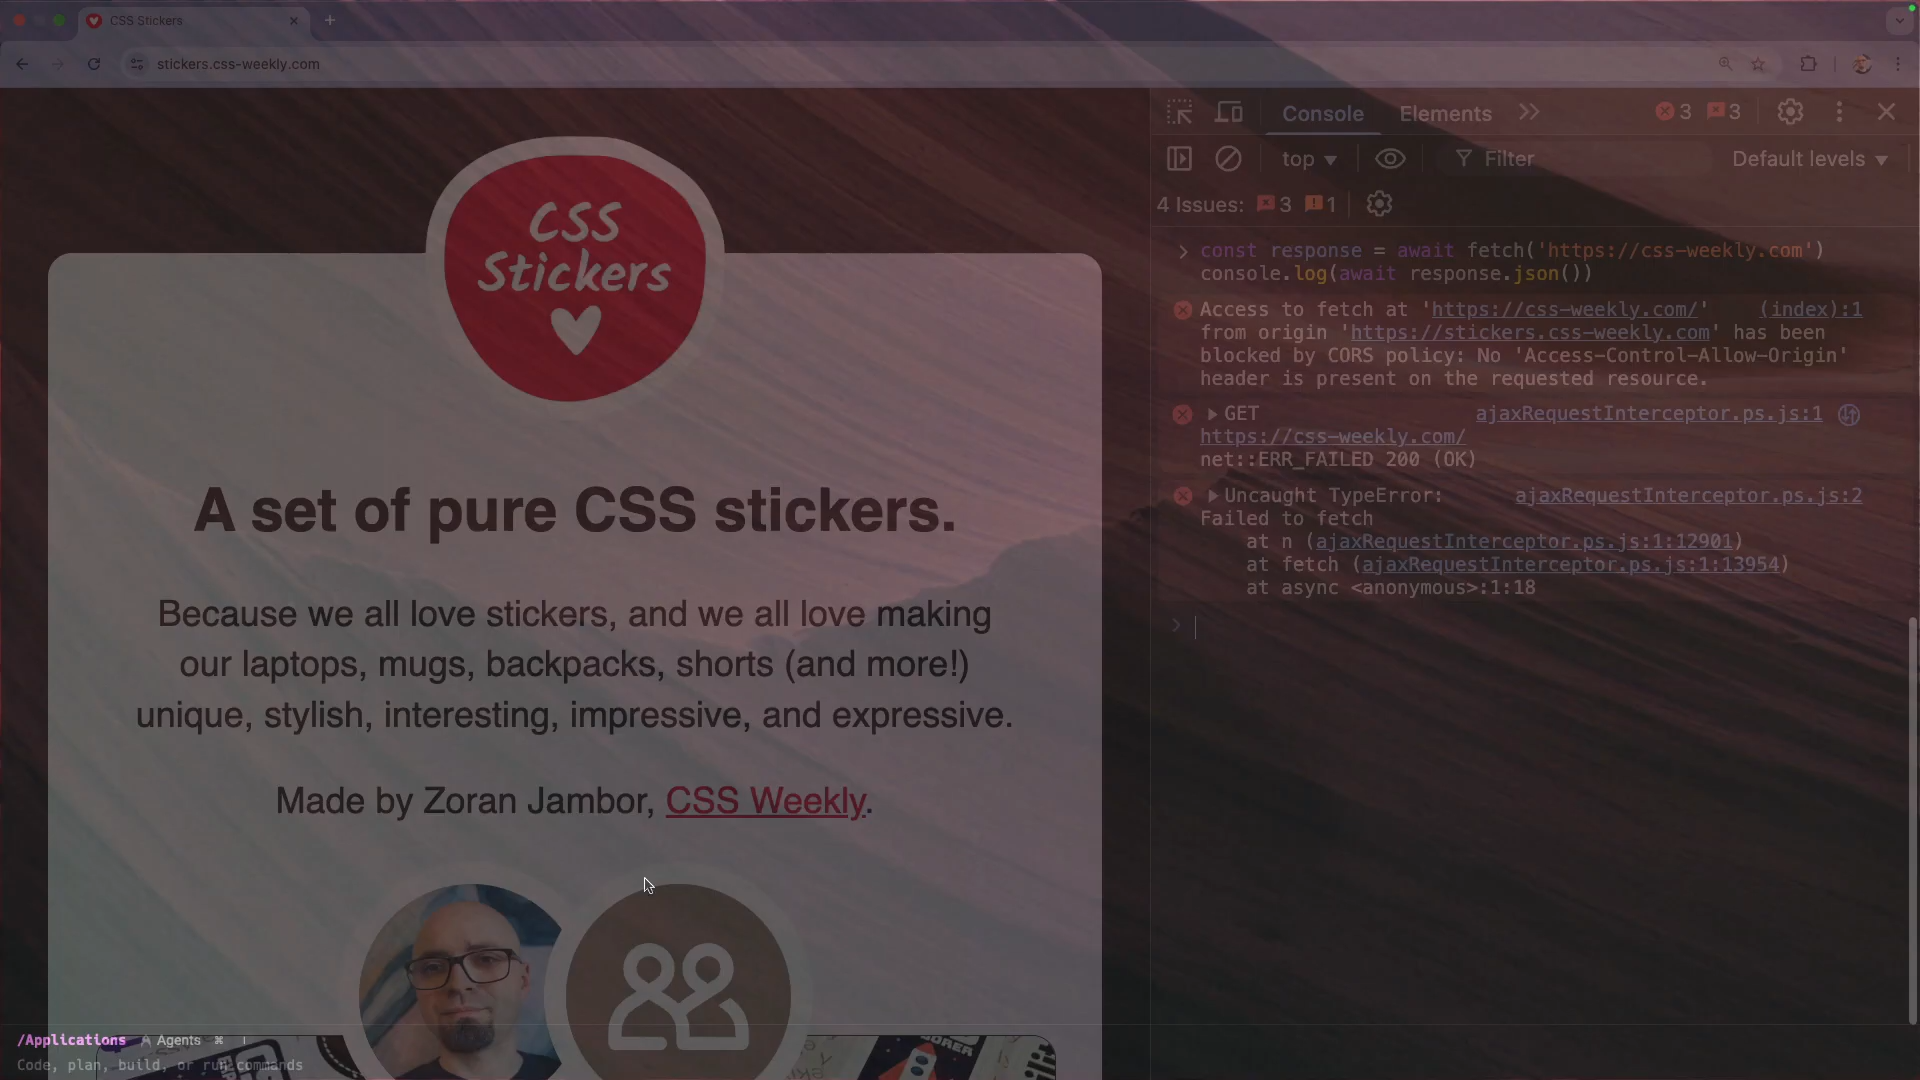 CSS Stickers
stickers.css-weekly.com
CSS
Stickers
A set of pure CSS stickers.
Because we all love stickers, and we all love making
our laptops, mugs, backpacks, shorts (and more!)
unique, stylish, interesting, impressive, and expressive.
Made by Zoran Jambor, CSS Weekly.
/Applications Agents ⌘ I
Code, plan, build, or run commands
Console Elements 3 3
top Filter Default levels
4 Issues: 3 1
const response = await fetch('https://css-weekly.com')
console.log(await response.json())
Access to fetch at 'https://css-weekly.com/' (index):1
from origin 'https://stickers.css-weekly.com' has been
blocked by CORS policy: No 'Access-Control-Allow-Origin'
header is present on the requested resource.
GET ajaxRequestInterceptor.ps.js:1
https://css-weekly.com/
net::ERR_FAILED 200 (OK)
Uncaught TypeError: ajaxRequestInterceptor.ps.js:2
Failed to fetch
at n (ajaxRequestInterceptor.ps.js:1:12901)
at fetch (ajaxRequestInterceptor.ps.js:1:13954)
at async <anonymous>:1:18